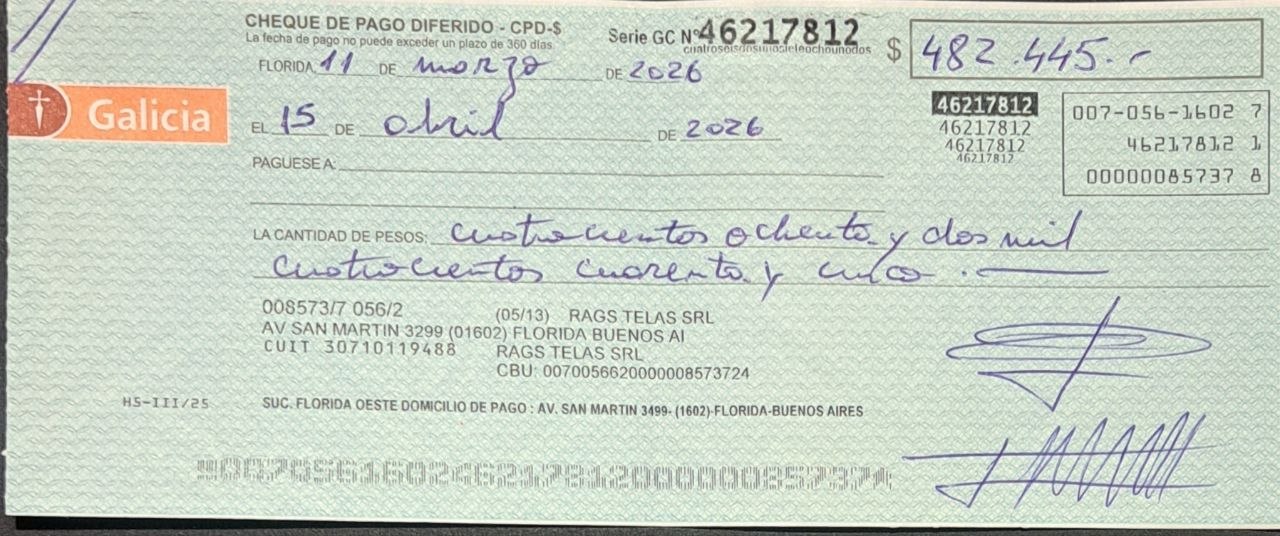 CHEQUE DE PAGO DIFERIDO - CPD-$
La fecha de pago no puede exceder un plazo de 360 días
Serie GC Nº 46217812
cuatroseisdosunosieteochounodos
$ 482.445.-
FLORIDA, 11 DE marzo DE 2026
Galicia
EL 15 DE abril DE 2026
46217812
46217812
46217812
46217812
007-056-1602 7
46217812 1
00000085737 8
PAGUESE A:
LA CANTIDAD DE PESOS: cuatrocientos ochenta y dos mil
cuatrocientos cuarenta y cinco .-
008573/7 056/2 (05/13) RAGS TELAS SRL
AV SAN MARTIN 3299 (01602) FLORIDA BUENOS AI
CUIT 30710119488 RAGS TELAS SRL
CBU: 0070056620000008573724
HS-III/25
SUC. FLORIDA OESTE DOMICILIO DE PAGO : AV. SAN MARTIN 3499- (1602)-FLORIDA-BUENOS AIRES